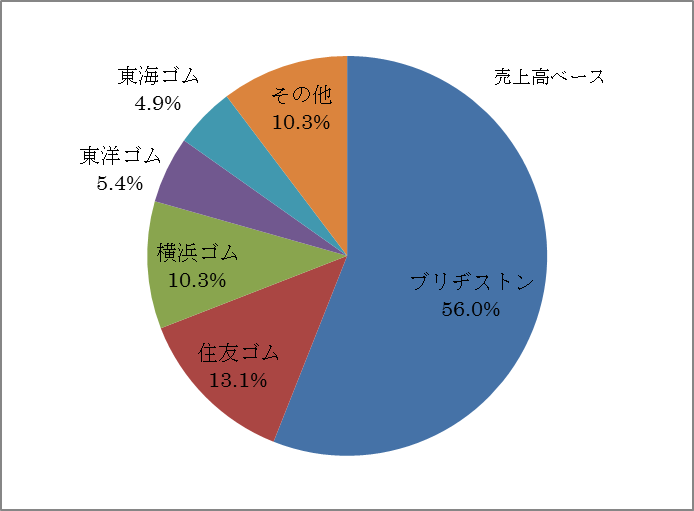 売上高ベース
ブリヂストン
56.0%
住友ゴム
13.1%
横浜ゴム
10.3%
東洋ゴム
5.4%
東海ゴム
4.9%
その他
10.3%